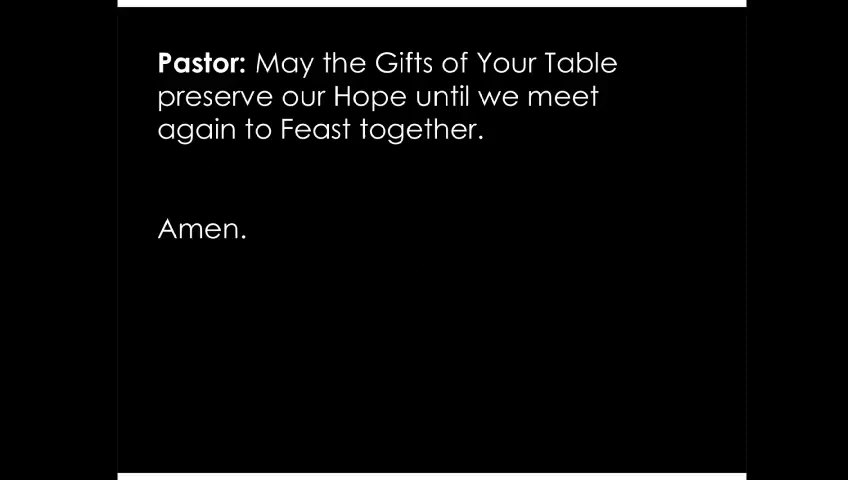 Pastor: May the Gifts of Your Table
preserve our Hope until we meet
again to Feast together.
Amen.